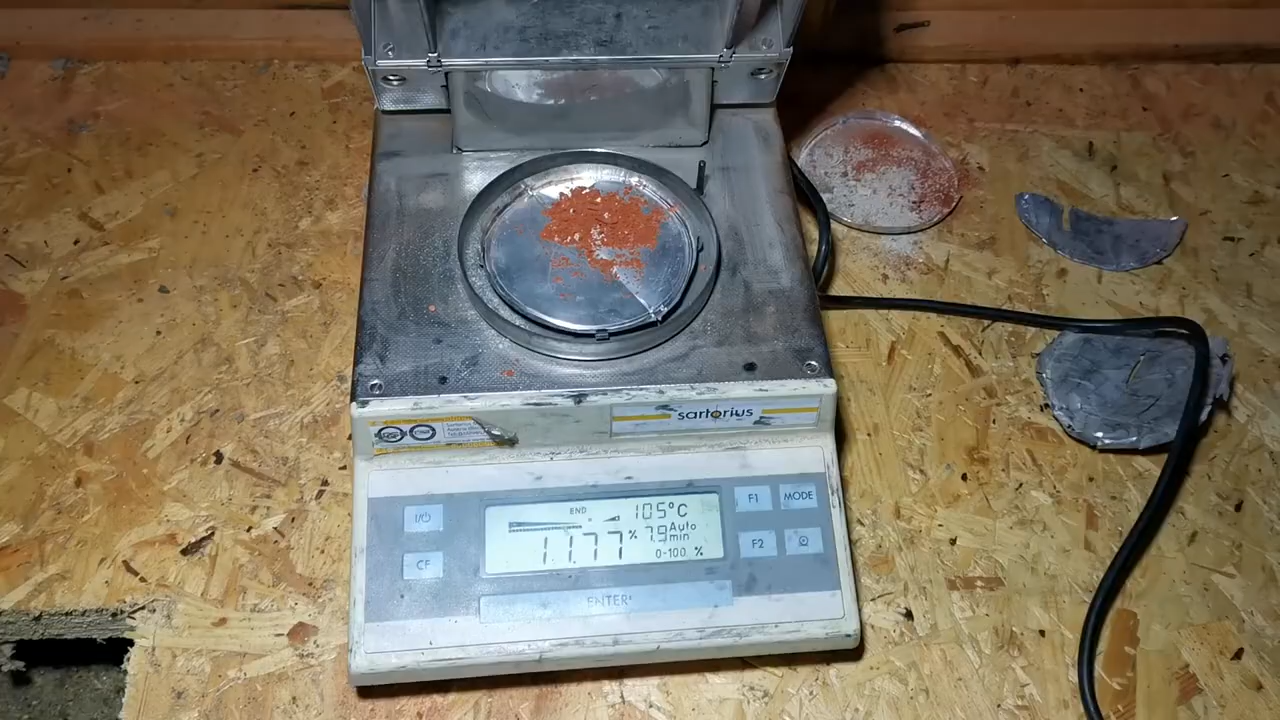 sartorius
I/⏻
CF
END
105°C
11.77 %
7.9 Auto min
0-100 %
F1
MODE
F2
ENTER